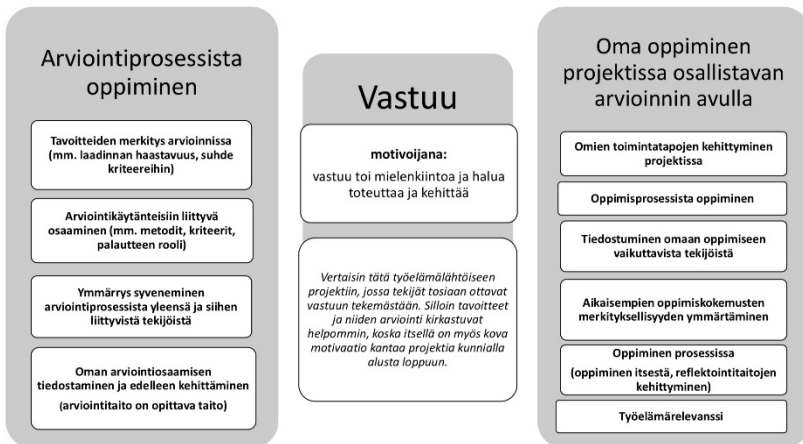 Arviointiprosessista
oppiminen
Tavoitteiden merkitys arvioinnissa
(mm. laadinnan haastavuus, suhde
kriteereihin)
Arviointikäytänteisiin liittyvä
osaaminen (mm. metodit, kriteerit,
palautteen rooli)
Ymmärrys syveneminen
arviointiprosessista yleensä ja siihen
liittyvistä tekijöistä
Oman arviointiosaamisen
tiedostaminen ja edelleen kehittäminen
(arviointitaito on opittava taito)
Vastuu
motivoijana:
vastuu toi mielenkiintoa ja halua
toteuttaa ja kehittää
Vertaisin tätä työelämälähtöiseen
projektiin, jossa tekijät tosiaan ottavat
vastuun tekemästään. Silloin tavoitteet
ja niiden arviointi kirkastuvat
helpommin, koska itsellä on myös kova
motivaatio kantaa projektia kunnialla
alusta loppuun.
Oma oppiminen
projektissa osallistavan
arvioinnin avulla
Omien toimintatapojen kehittyminen
projektissa
Oppimisprosessista oppiminen
Tiedostuminen omaan oppimiseen
vaikuttavista tekijöistä
Aikaisempien oppimiskokemusten
merkityksellisyyden ymmärtäminen
Oppiminen prosessissa
(oppiminen itsestä, reflektointitaitojen
kehittyminen)
Työelämärelevanssi